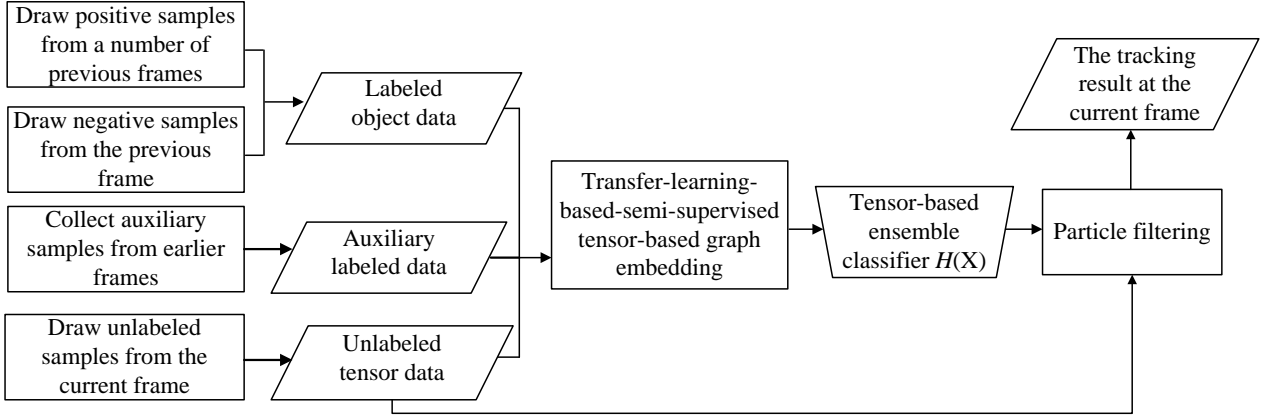 Draw positive samples
from a number of
previous frames
Draw negative samples
from the previous
frame
Collect auxiliary
samples from earlier
frames
Draw unlabeled
samples from the
current frame
Labeled
object data
Auxiliary
labeled data
Unlabeled
tensor data
Transfer-learning-
based-semi-supervised
tensor-based graph
embedding
Tensor-based
ensemble
classifier H(X)
Particle filtering
The tracking
result at the
current frame